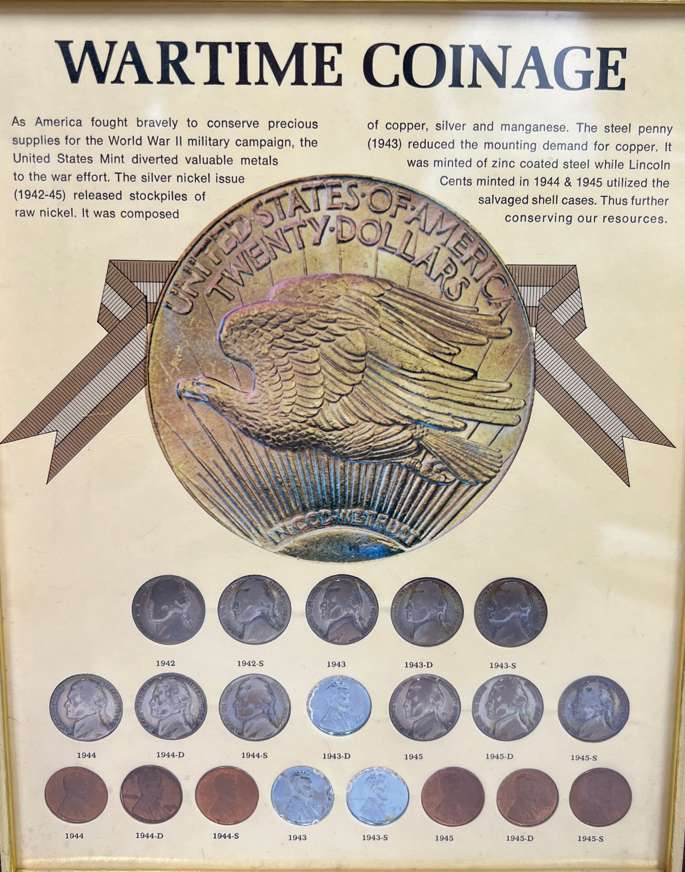 WARTIME COINAGE
As America fought bravely to conserve precious
supplies for the World War II military campaign, the
United States Mint diverted valuable metals
to the war effort. The silver nickel issue
(1942-45) released stockpiles of
raw nickel. It was composed
of copper, silver and manganese. The steel penny
(1943) reduced the mounting demand for copper. It
was minted of zinc coated steel while Lincoln
Cents minted in 1944 & 1945 utilized the
salvaged shell cases. Thus further
conserving our resources.
UNITED·STATES·OF·AMERICA
TWENTY·DOLLARS
IN·GOD·WE·TRUST
1942 1942-S 1943 1943-D 1943-S
1944 1944-D 1944-S 1943-D 1945 1945-D 1945-S
1944 1944-D 1944-S 1943 1943-S 1945 1945-D 1945-S